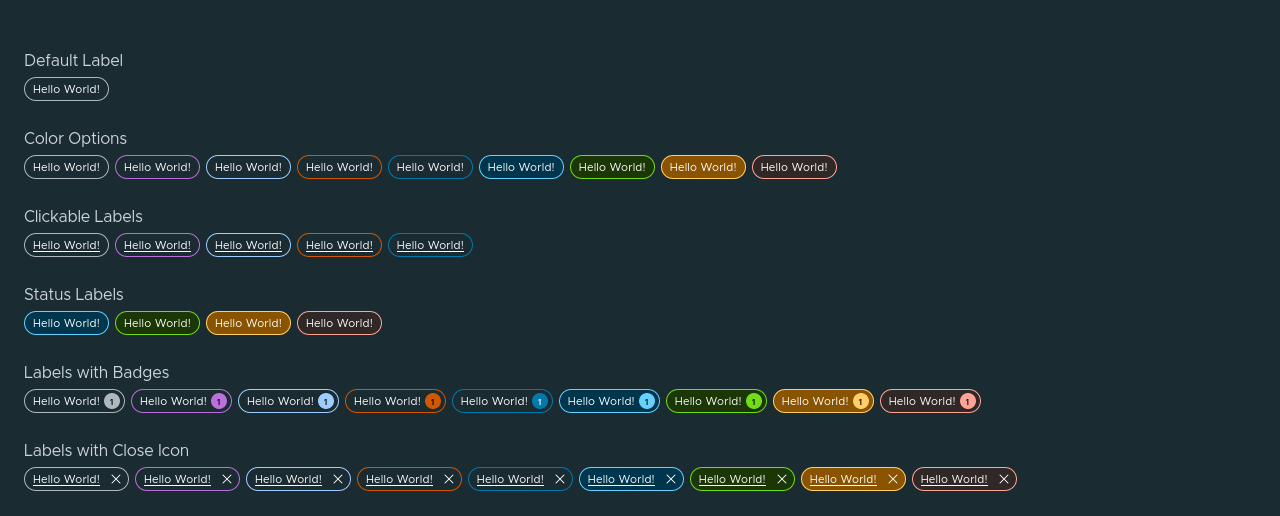 Default Label
Hello World!
Color Options
Hello World! Hello World! Hello World! Hello World! Hello World! Hello World! Hello World! Hello World! Hello World!
Clickable Labels
Hello World! Hello World! Hello World! Hello World! Hello World!
Status Labels
Hello World! Hello World! Hello World! Hello World!
Labels with Badges
Hello World! 1 Hello World! 1 Hello World! 1 Hello World! 1 Hello World! 1 Hello World! 1 Hello World! 1 Hello World! 1 Hello World! 1
Labels with Close Icon
Hello World! Hello World! Hello World! Hello World! Hello World! Hello World! Hello World! Hello World! Hello World!